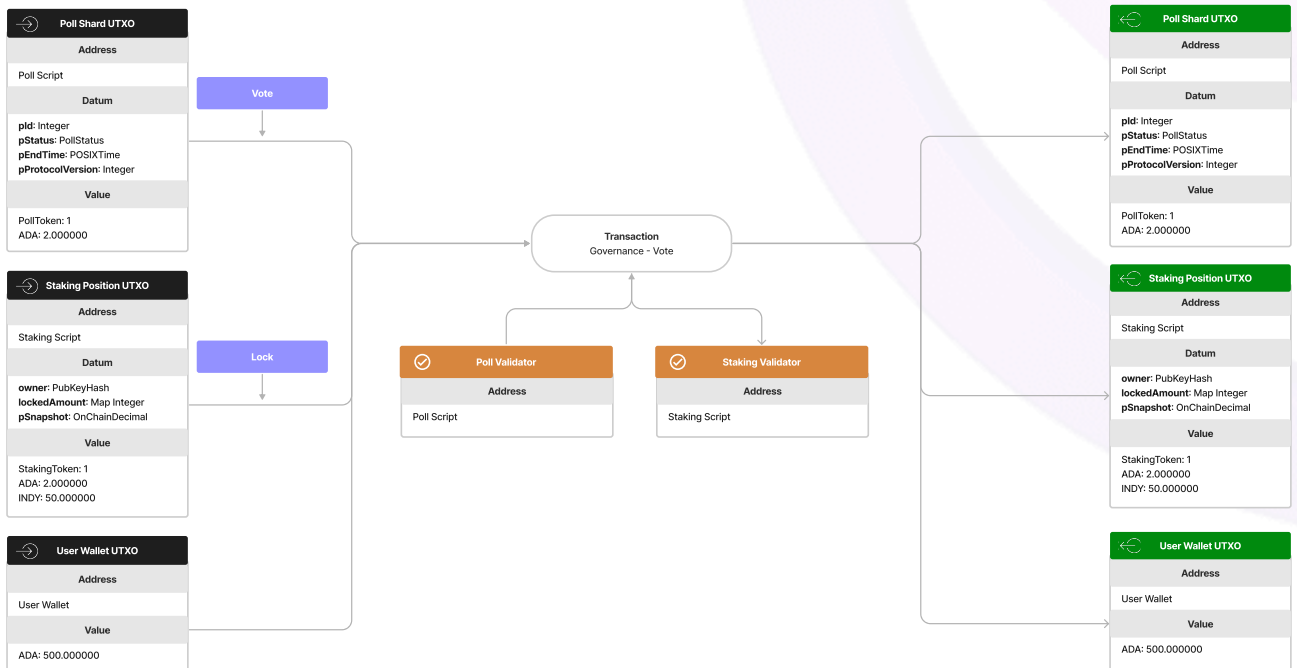 Poll Shard UTXO
Address
Poll Script
Datum
pId: Integer
pStatus: PollStatus
pEndTime: POSIXTime
pProtocolVersion: Integer
Value
PollToken: 1
ADA: 2.000000
Vote
Staking Position UTXO
Address
Staking Script
Datum
owner: PubKeyHash
lockedAmount: Map Integer
pSnapshot: OnChainDecimal
Value
StakingToken: 1
ADA: 2.000000
INDY: 50.000000
Lock
User Wallet UTXO
Address
User Wallet
Value
ADA: 500.000000
Transaction
Governance - Vote
Poll Validator
Address
Poll Script
Staking Validator
Address
Staking Script
Poll Shard UTXO
Address
Poll Script
Datum
pId: Integer
pStatus: PollStatus
pEndTime: POSIXTime
pProtocolVersion: Integer
Value
PollToken: 1
ADA: 2.000000
Staking Position UTXO
Address
Staking Script
Datum
owner: PubKeyHash
lockedAmount: Map Integer
pSnapshot: OnChainDecimal
Value
StakingToken: 1
ADA: 2.000000
INDY: 50.000000
User Wallet UTXO
Address
User Wallet
Value
ADA: 500.000000